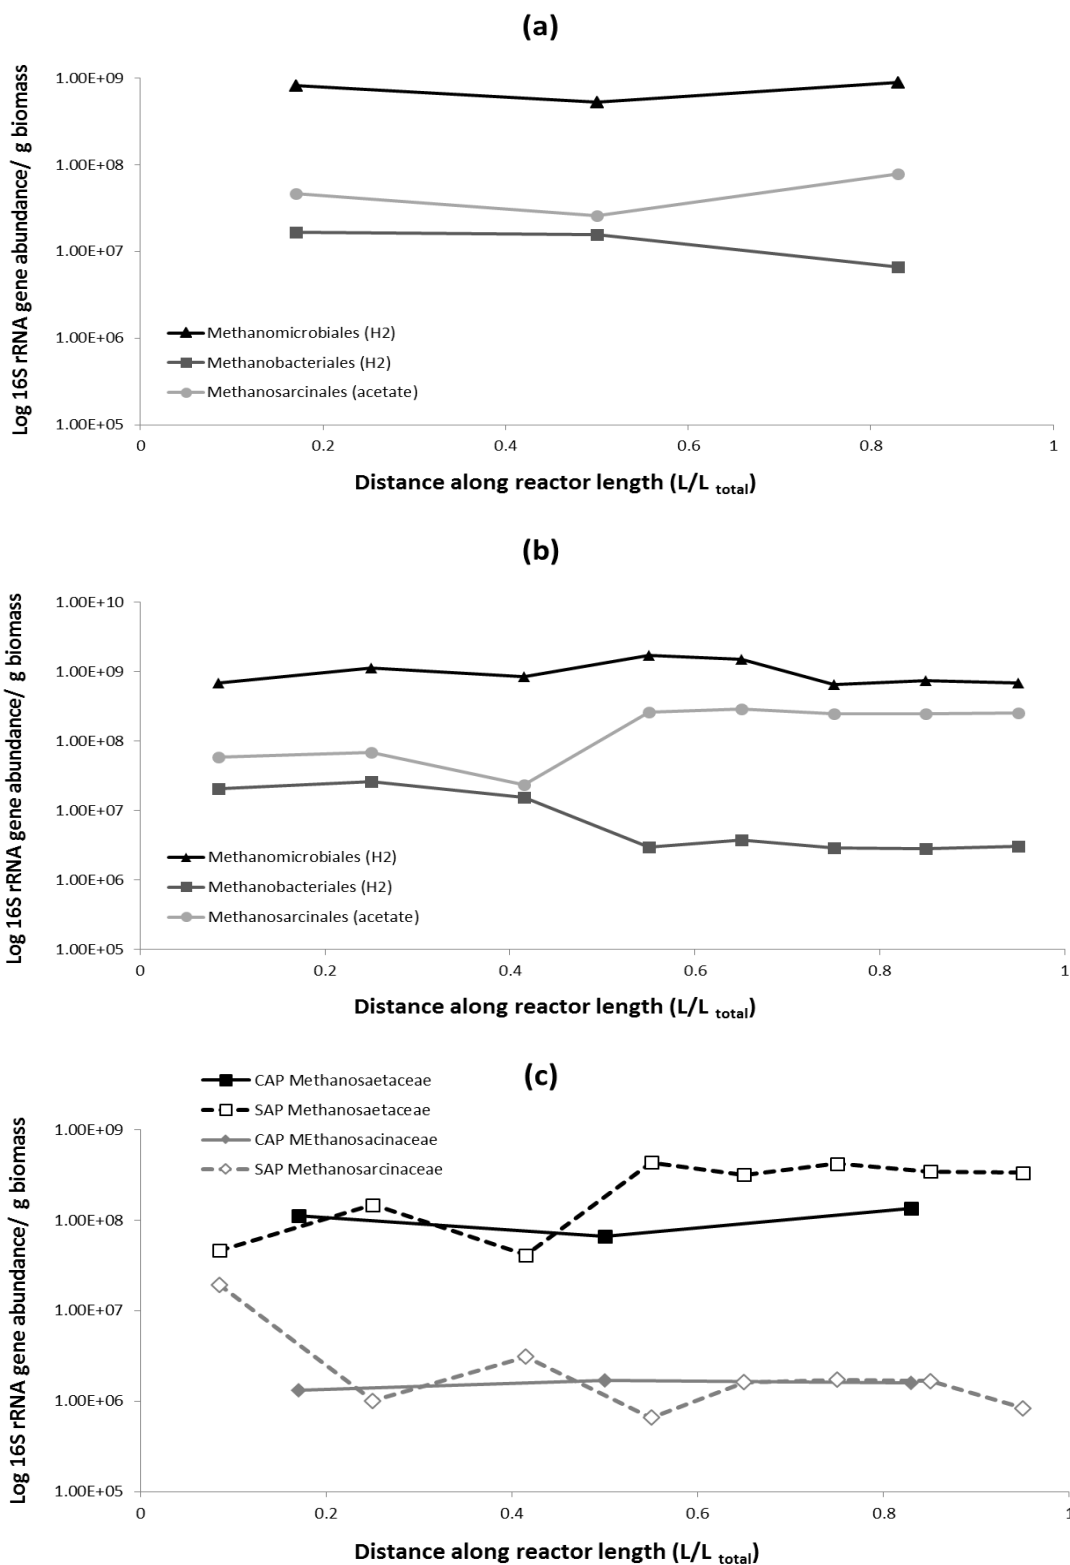 (a)
Log 16S rRNA gene abundance/ g biomass
1.00E+09
1.00E+08
1.00E+07
1.00E+06
1.00E+05
Methanomicrobiales (H2)
Methanobacteriales (H2)
Methanosarcinales (acetate)
0 0.2 0.4 0.6 0.8 1
Distance along reactor length (L/L total)
(b)
Log 16S rRNA gene abundance/ g biomass
1.00E+10
1.00E+09
1.00E+08
1.00E+07
1.00E+06
1.00E+05
Methanomicrobiales (H2)
Methanobacteriales (H2)
Methanosarcinales (acetate)
0 0.2 0.4 0.6 0.8 1
Distance along reactor length (L/L total)
(c)
CAP Methanosaetaceae
SAP Methanosaetaceae
CAP MEthanosacinaceae
SAP Methanosarcinaceae
Log 16S rRNA gene abundance/ g biomass
1.00E+09
1.00E+08
1.00E+07
1.00E+06
1.00E+05
0 0.2 0.4 0.6 0.8 1
Distance along reactor length (L/L total)